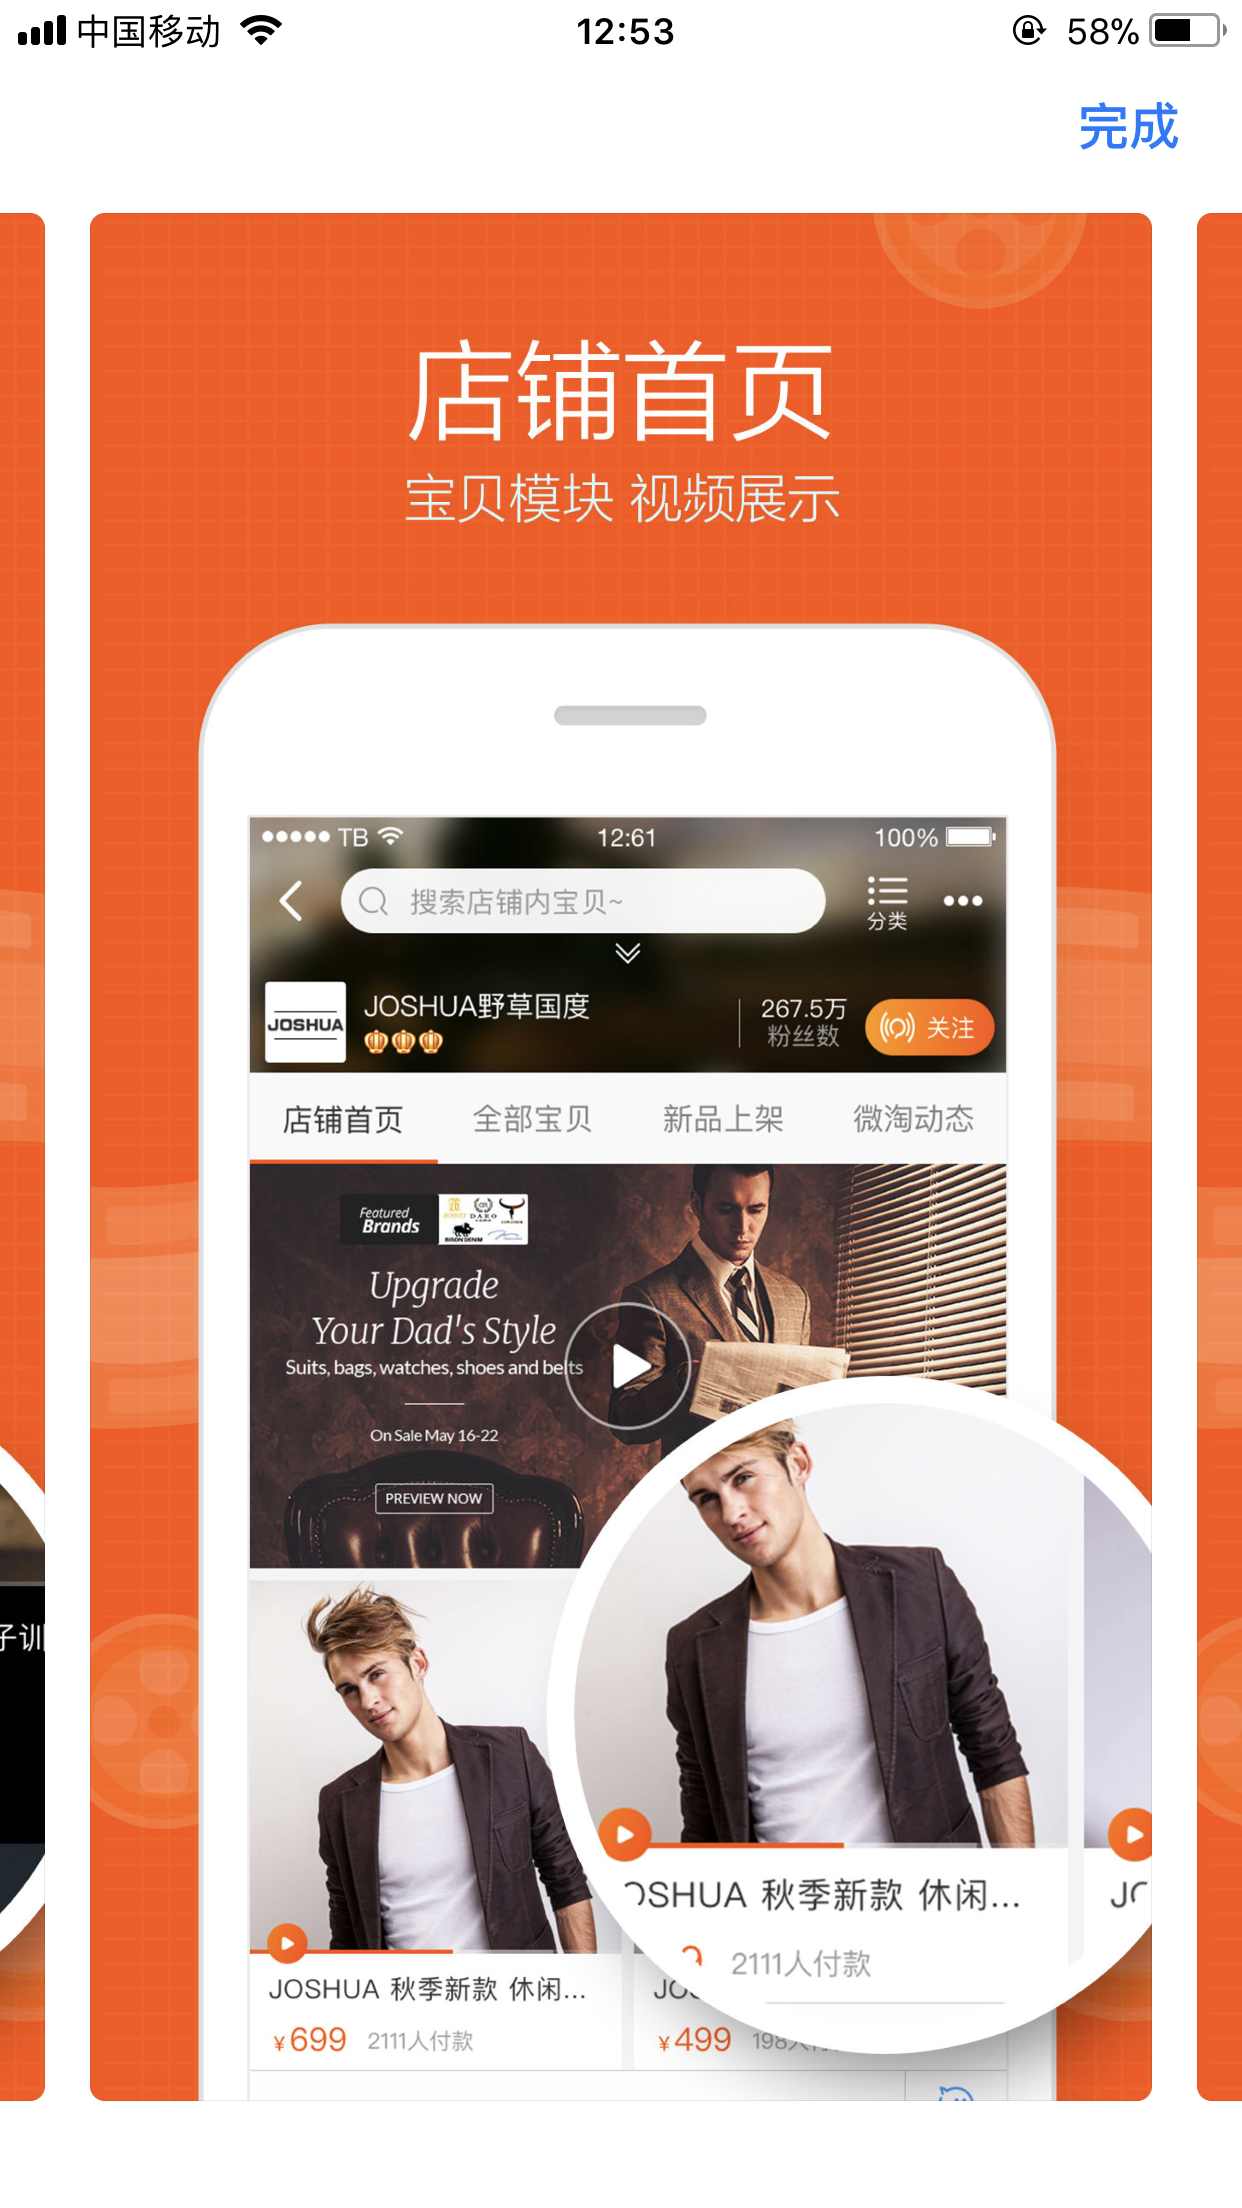 中国移动 12:53 58%
完成
店铺首页
宝贝模块 视频展示
TB 12:61 100%
搜索店铺内宝贝~
分类
JOSHUA
JOSHUA野草国度
267.5万
粉丝数
关注
店铺首页 全部宝贝 新品上架 微淘动态
Featured
Brands
Upgrade
Your Dad's Style
Suits, bags, watches, shoes and belts
On Sale May 16-22
PREVIEW NOW
子训
OSHUA 秋季新款 休闲...
2111人付款
JOSHUA 秋季新款 休闲...
¥699 2111人付款
¥499 198人付